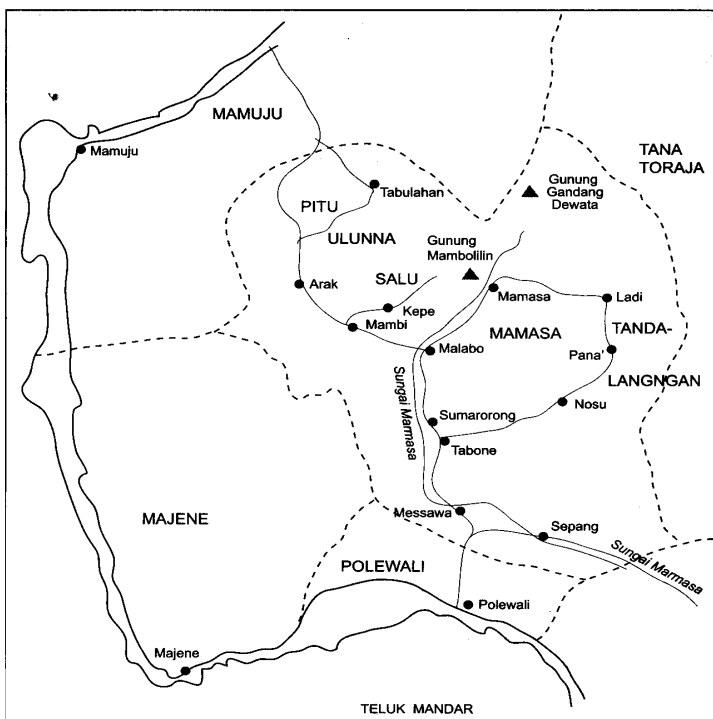 MAMUJU
Mamuju
TANA
TORAJA
Gunung
Gandang
Dewata
Tabulahan
PITU
ULUNNA
Gunung
Mambolilin
SALU
Arak
Kepe
Mamasa
Ladi
Mambi
MAMASA
TANDA-
Malabo
Pana'
LANGNGAN
Sungai Marmasa
Nosu
Sumarorong
Tabone
Messawa
MAJENE
Sepang
Sungai Marmasa
POLEWALI
Polewali
Majene
TELUK MANDAR